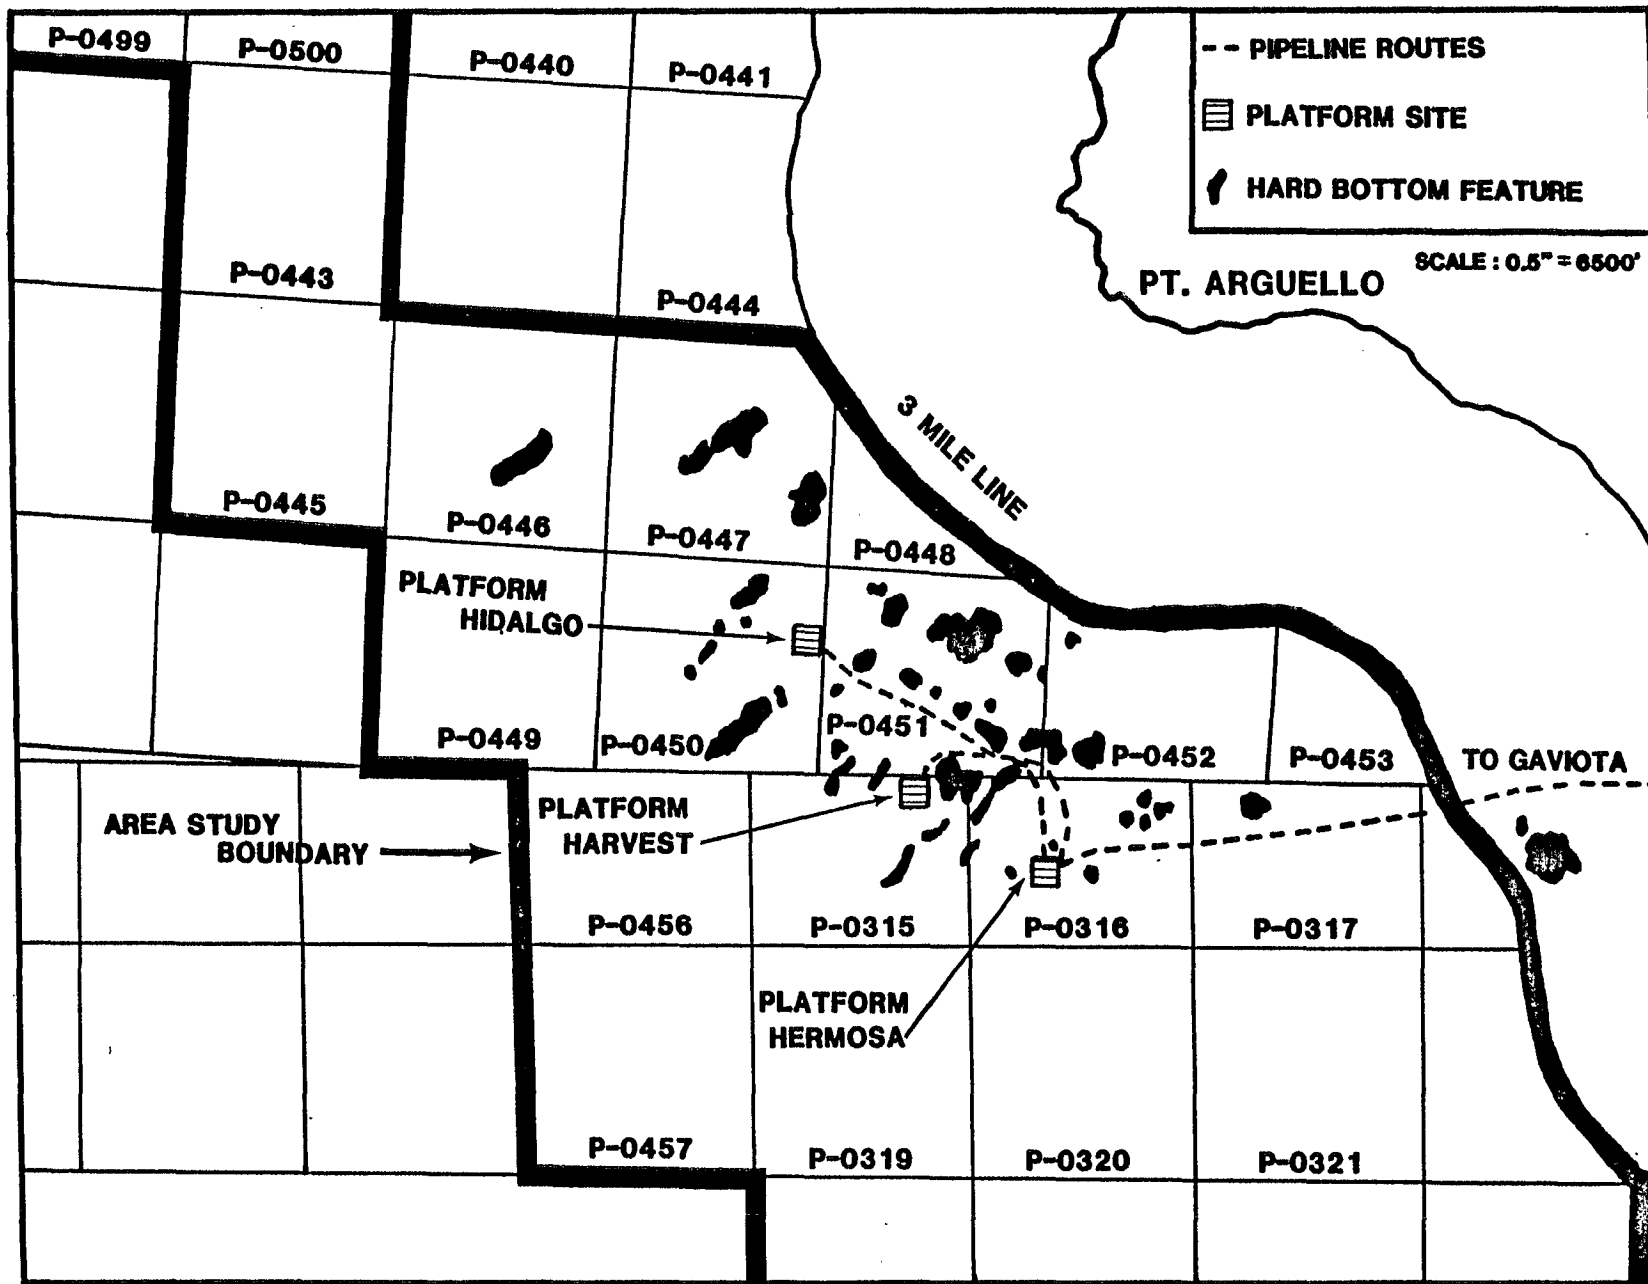 P-0499
P-0500
P-0440
P-0441
PIPELINE ROUTES
PLATFORM SITE
HARD BOTTOM FEATURE
SCALE : 0.5" = 6500'
PT. ARGUELLO
P-0443
P-0444
3 MILE LINE
P-0445
P-0446
P-0447
P-0448
PLATFORM
HIDALGO
P-0449
P-0450
P-0451
P-0452
P-0453
TO GAVIOTA
AREA STUDY
BOUNDARY
PLATFORM
HARVEST
P-0456
P-0315
P-0316
P-0317
PLATFORM
HERMOSA
P-0457
P-0319
P-0320
P-0321